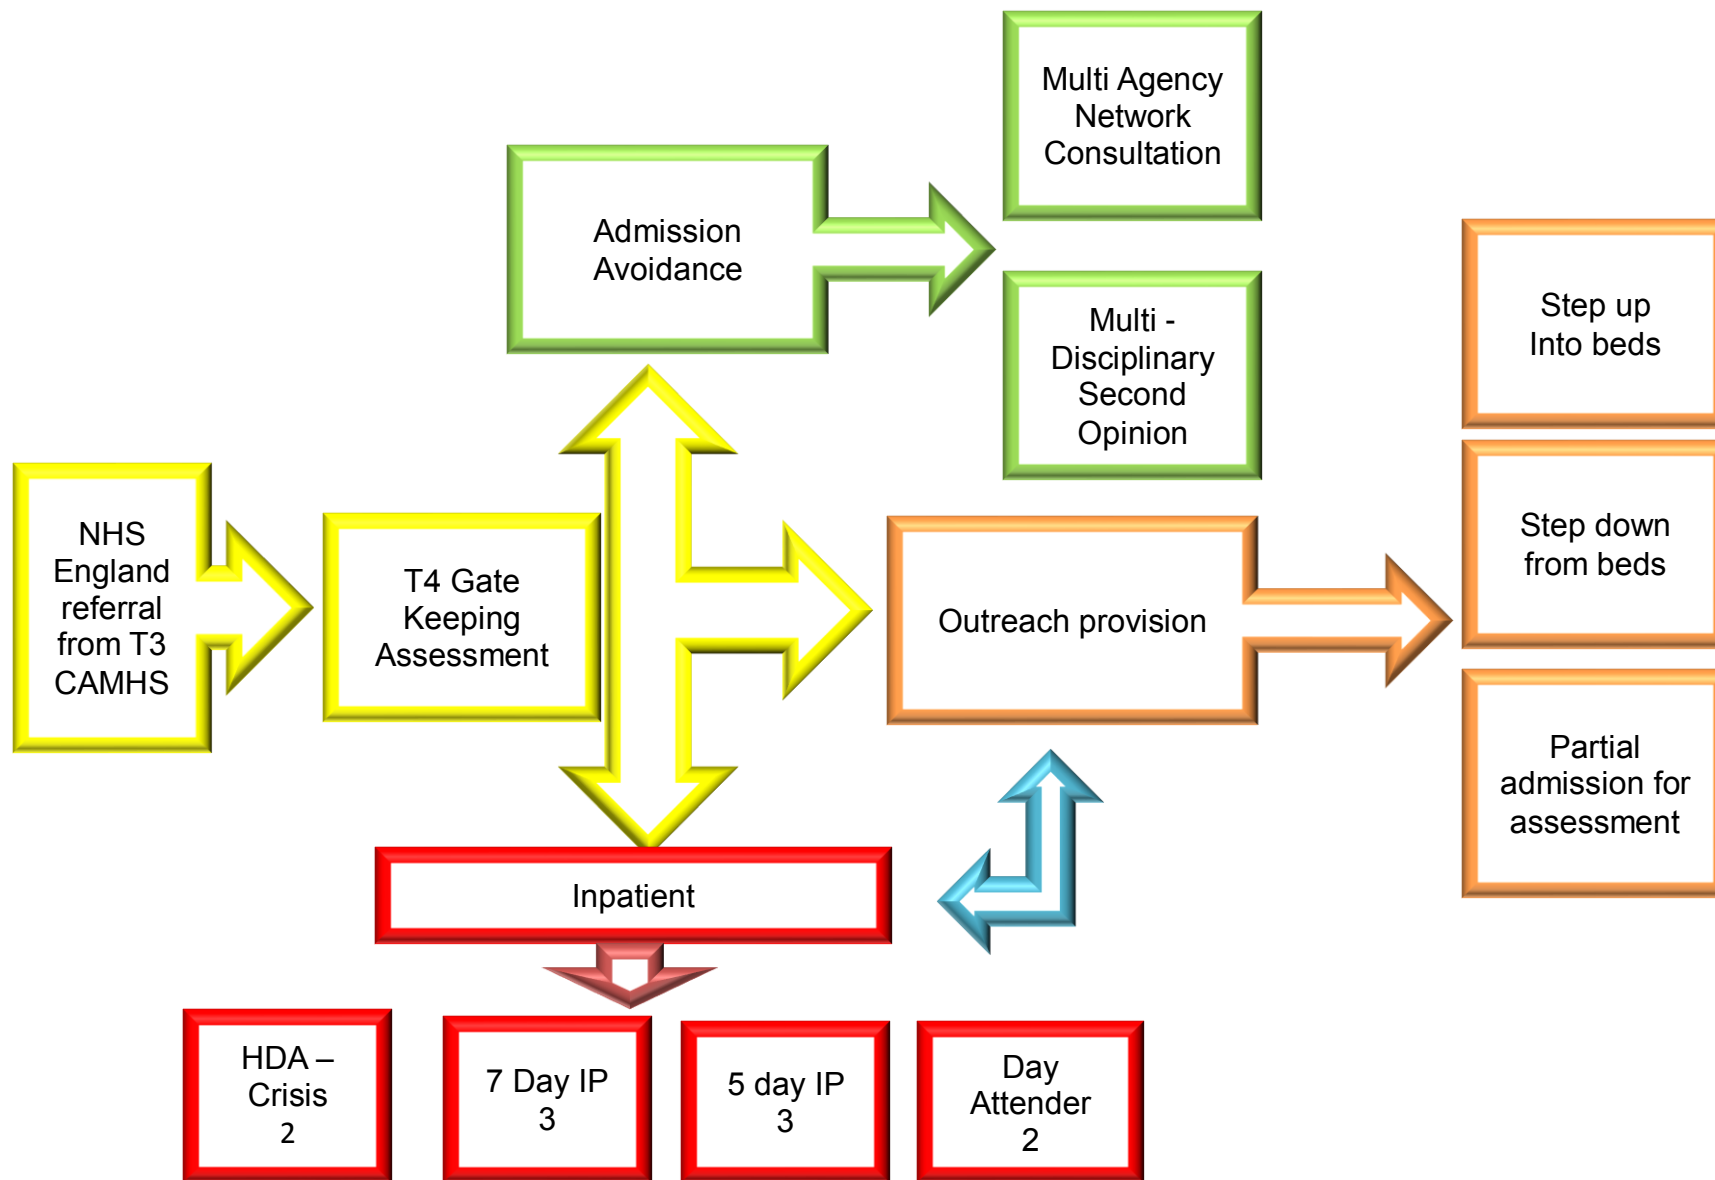 Multi Agency
Network
Consultation
Admission
Avoidance
Multi -
Disciplinary
Second
Opinion
Step up
Into beds
Step down
from beds
Partial
admission for
assessment
NHS
England
referral
from T3
CAMHS
T4 Gate
Keeping
Assessment
Outreach provision
Inpatient
HDA –
Crisis
2
7 Day IP
3
5 day IP
3
Day
Attender
2